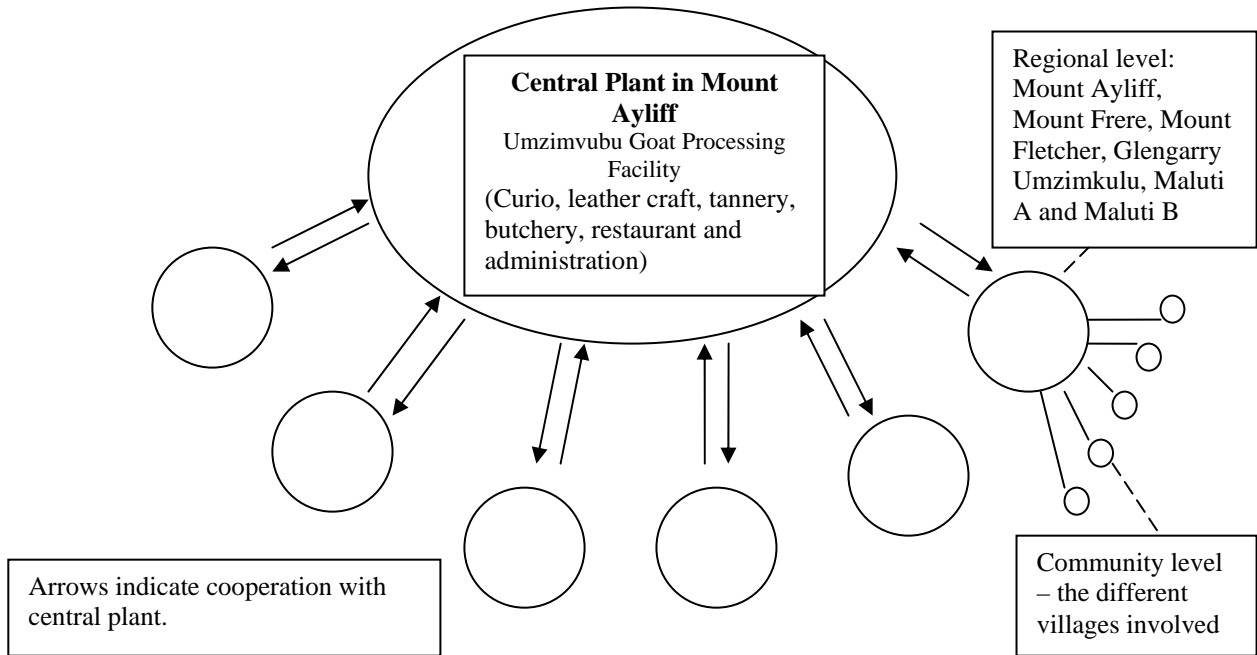 Central Plant in Mount
Ayliff
Umzimvubu Goat Processing
Facility
(Curio, leather craft, tannery,
butchery, restaurant and
administration)
Regional level:
Mount Ayliff,
Mount Frere, Mount
Fletcher, Glengarry
Umzimkulu, Maluti
A and Maluti B
Arrows indicate cooperation with
central plant.
Community level
– the different
villages involved